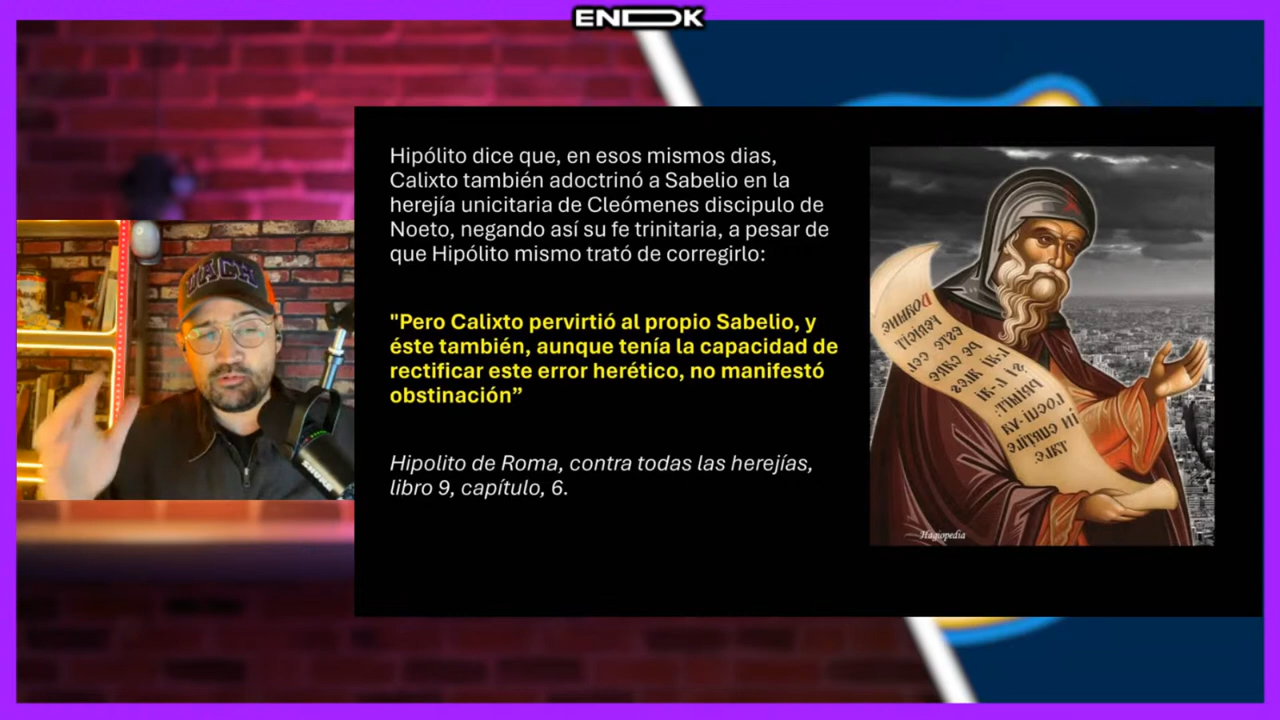 Hipólito dice que, en esos mismos dias,
Calixto también adoctrinó a Sabelio en la
herejía unicitaria de Cleómenes discipulo de
Noeto, negando así su fe trinitaria, a pesar de
que Hipólito mismo trató de corregirlo:
"Pero Calixto pervirtió al propio Sabelio, y
éste también, aunque tenía la capacidad de
rectificar este error herético, no manifestó
obstinación”
Hipolito de Roma, contra todas las herejías,
libro 9, capítulo, 6.
Hagiopedia